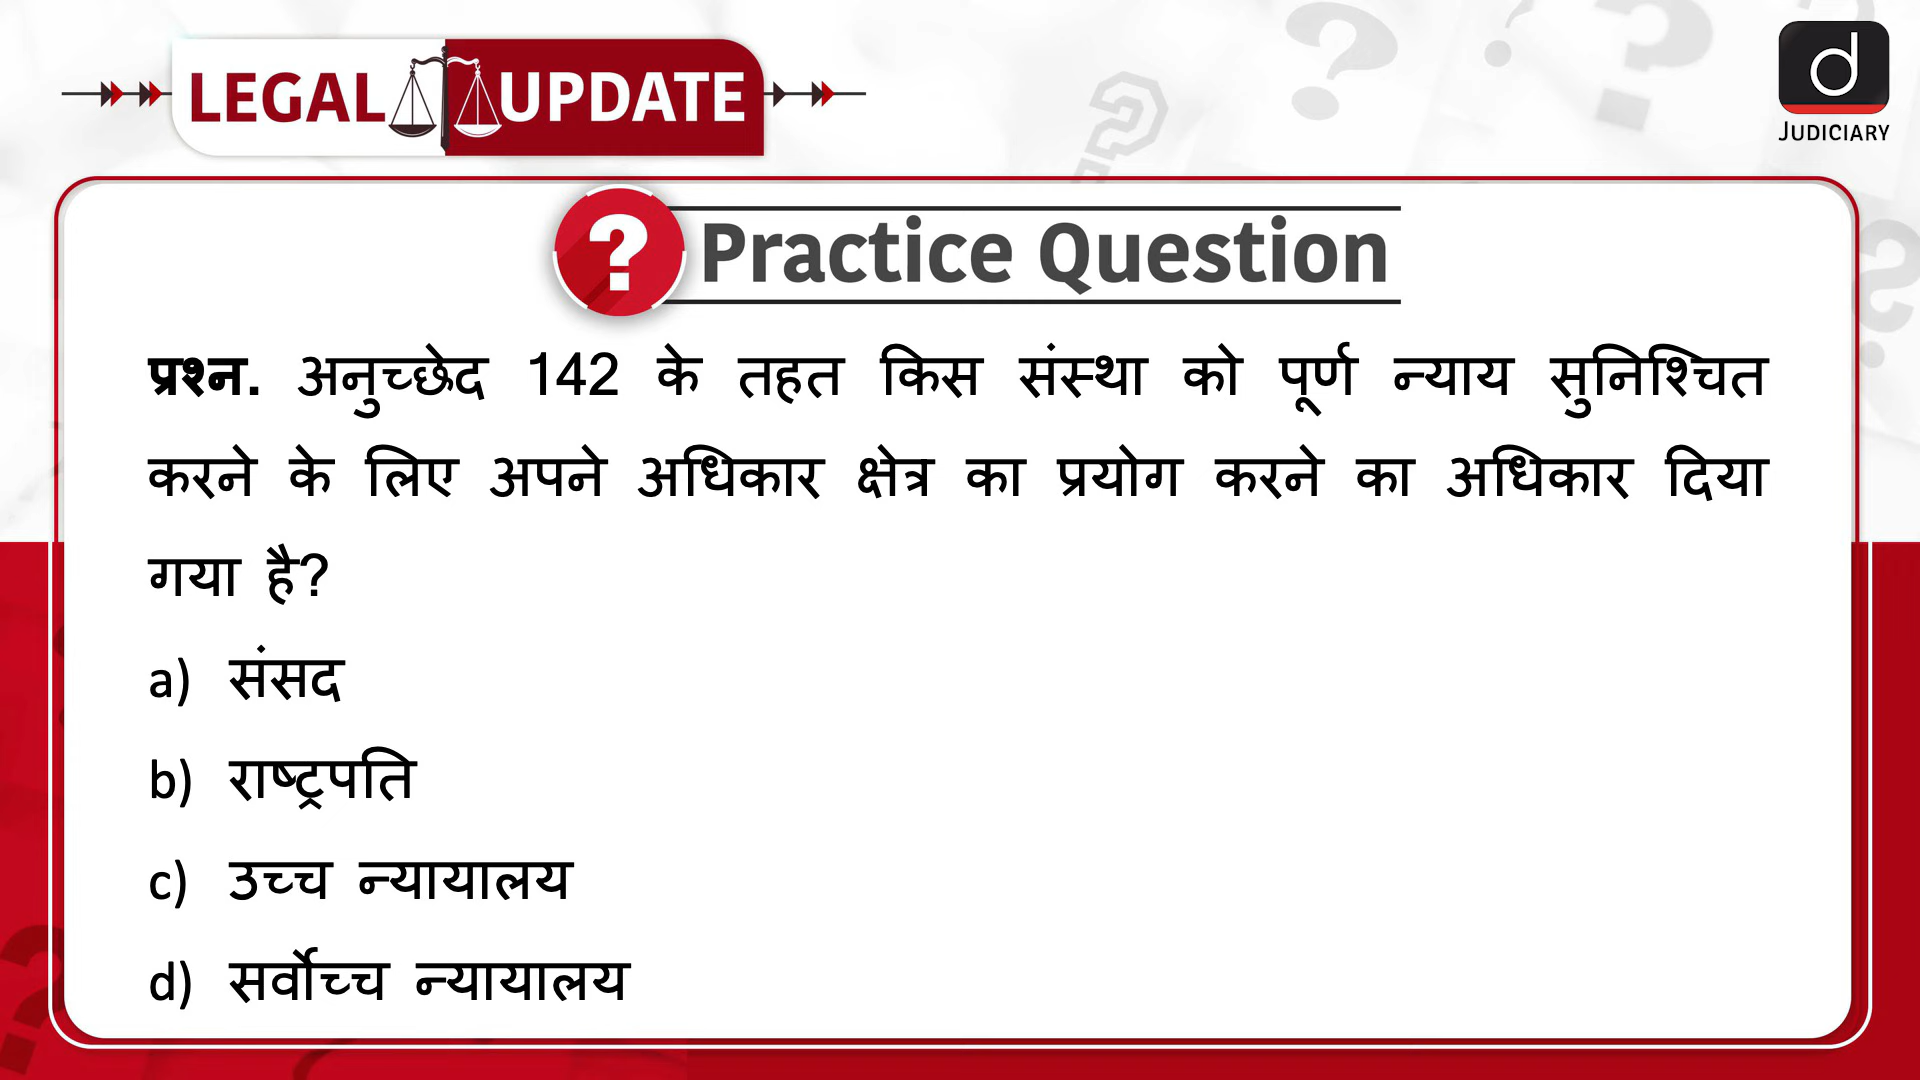 LEGAL UPDATE
d
JUDICIARY
? Practice Question
प्रश्न. अनुच्छेद 142 के तहत किस संस्था को पूर्ण न्याय सुनिश्चित
करने के लिए अपने अधिकार क्षेत्र का प्रयोग करने का अधिकार दिया
गया है?
a) संसद
b) राष्ट्रपति
c) उच्च न्यायालय
d) सर्वोच्च न्यायालय